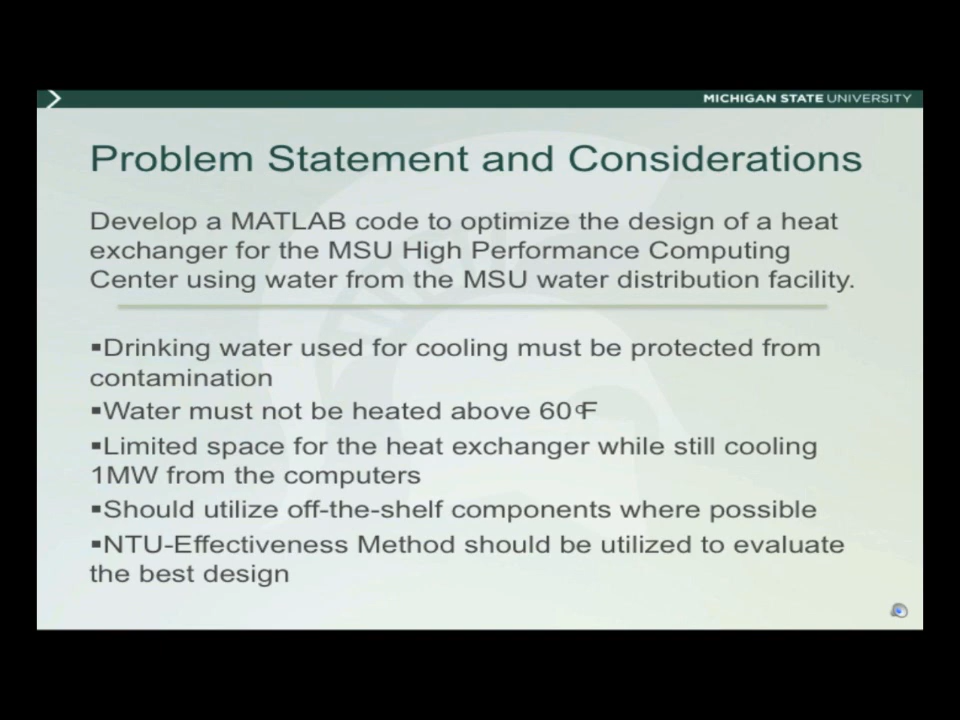 MICHIGAN STATE UNIVERSITY
Problem Statement and Considerations
Develop a MATLAB code to optimize the design of a heat
exchanger for the MSU High Performance Computing
Center using water from the MSU water distribution facility.
▪Drinking water used for cooling must be protected from
contamination
▪Water must not be heated above 60°F
▪Limited space for the heat exchanger while still cooling
1MW from the computers
▪Should utilize off-the-shelf components where possible
▪NTU-Effectiveness Method should be utilized to evaluate
the best design